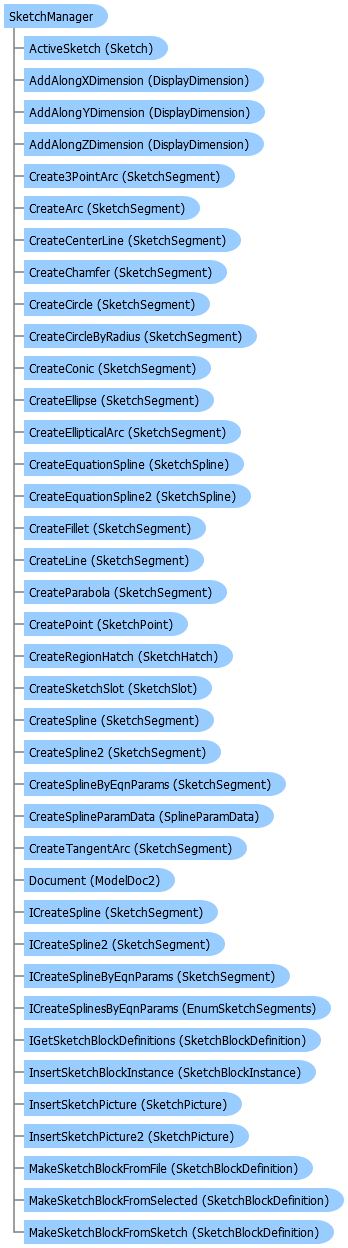 SketchManager
ActiveSketch (Sketch)
AddAlongXDimension (DisplayDimension)
AddAlongYDimension (DisplayDimension)
AddAlongZDimension (DisplayDimension)
Create3PointArc (SketchSegment)
CreateArc (SketchSegment)
CreateCenterLine (SketchSegment)
CreateChamfer (SketchSegment)
CreateCircle (SketchSegment)
CreateCircleByRadius (SketchSegment)
CreateConic (SketchSegment)
CreateEllipse (SketchSegment)
CreateEllipticalArc (SketchSegment)
CreateEquationSpline (SketchSpline)
CreateEquationSpline2 (SketchSpline)
CreateFillet (SketchSegment)
CreateLine (SketchSegment)
CreateParabola (SketchSegment)
CreatePoint (SketchPoint)
CreateRegionHatch (SketchHatch)
CreateSketchSlot (SketchSlot)
CreateSpline (SketchSegment)
CreateSpline2 (SketchSegment)
CreateSplineByEqnParams (SketchSegment)
CreateSplineParamData (SplineParamData)
CreateTangentArc (SketchSegment)
Document (ModelDoc2)
ICreateSpline (SketchSegment)
ICreateSpline2 (SketchSegment)
ICreateSplineByEqnParams (SketchSegment)
ICreateSplinesByEqnParams (EnumSketchSegments)
IGetSketchBlockDefinitions (SketchBlockDefinition)
InsertSketchBlockInstance (SketchBlockInstance)
InsertSketchPicture (SketchPicture)
InsertSketchPicture2 (SketchPicture)
MakeSketchBlockFromFile (SketchBlockDefinition)
MakeSketchBlockFromSelected (SketchBlockDefinition)
MakeSketchBlockFromSketch (SketchBlockDefinition)